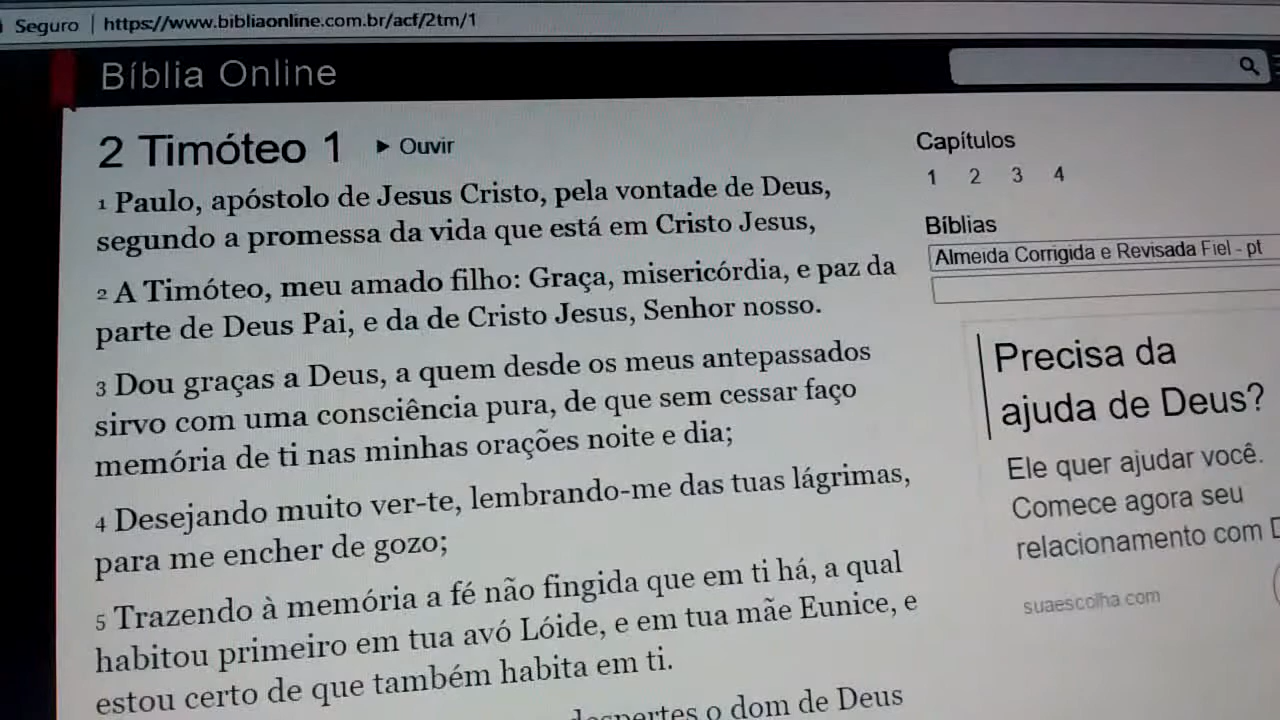 Seguro | https://www.bibliaonline.com.br/acf/2tm/1
Bíblia Online
2 Timóteo 1 ► Ouvir
1 Paulo, apóstolo de Jesus Cristo, pela vontade de Deus,
segundo a promessa da vida que está em Cristo Jesus,
2 A Timóteo, meu amado filho: Graça, misericórdia, e paz da
parte de Deus Pai, e da de Cristo Jesus, Senhor nosso.
3 Dou graças a Deus, a quem desde os meus antepassados
sirvo com uma consciência pura, de que sem cessar faço
memória de ti nas minhas orações noite e dia;
4 Desejando muito ver-te, lembrando-me das tuas lágrimas,
para me encher de gozo;
5 Trazendo à memória a fé não fingida que em ti há, a qual
habitou primeiro em tua avó Lóide, e em tua mãe Eunice, e
estou certo de que também habita em ti.
despertes o dom de Deus
Capítulos
1 2 3 4
Bíblias
Almeida Corrigida e Revisada Fiel - pt
Precisa da
ajuda de Deus?
Ele quer ajudar você.
Comece agora seu
relacionamento com
suaescolha.com